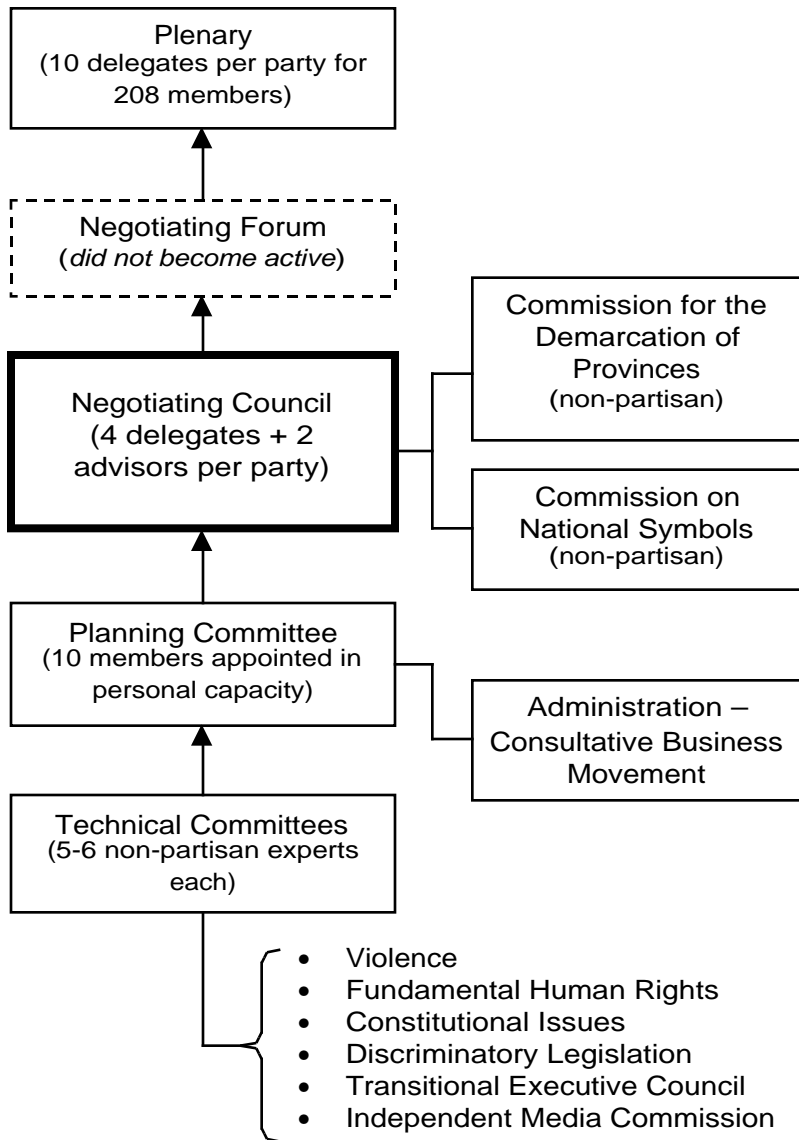 Plenary
(10 delegates per party for
208 members)
Negotiating Forum
(did not become active)
Negotiating Council
(4 delegates + 2
advisors per party)
Commission for the
Demarcation of
Provinces
(non-partisan)
Commission on
National Symbols
(non-partisan)
Planning Committee
(10 members appointed in
personal capacity)
Administration –
Consultative Business
Movement
Technical Committees
(5-6 non-partisan experts
each)
• Violence
• Fundamental Human Rights
• Constitutional Issues
• Discriminatory Legislation
• Transitional Executive Council
• Independent Media Commission